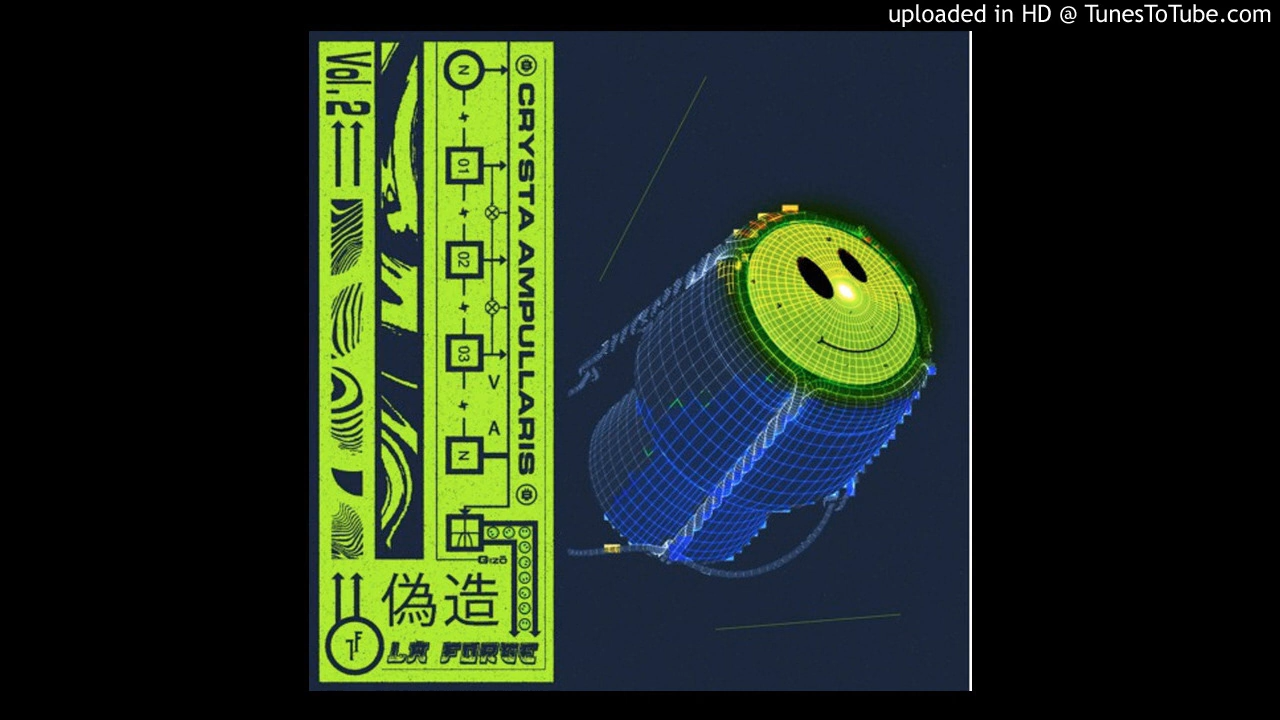 uploaded in HD @ TunesToTube.com
Vol.2
N
01
02
03
V
A
N
CRYSTA AMPULLARIS
Gizō
偽造
LA FORGE